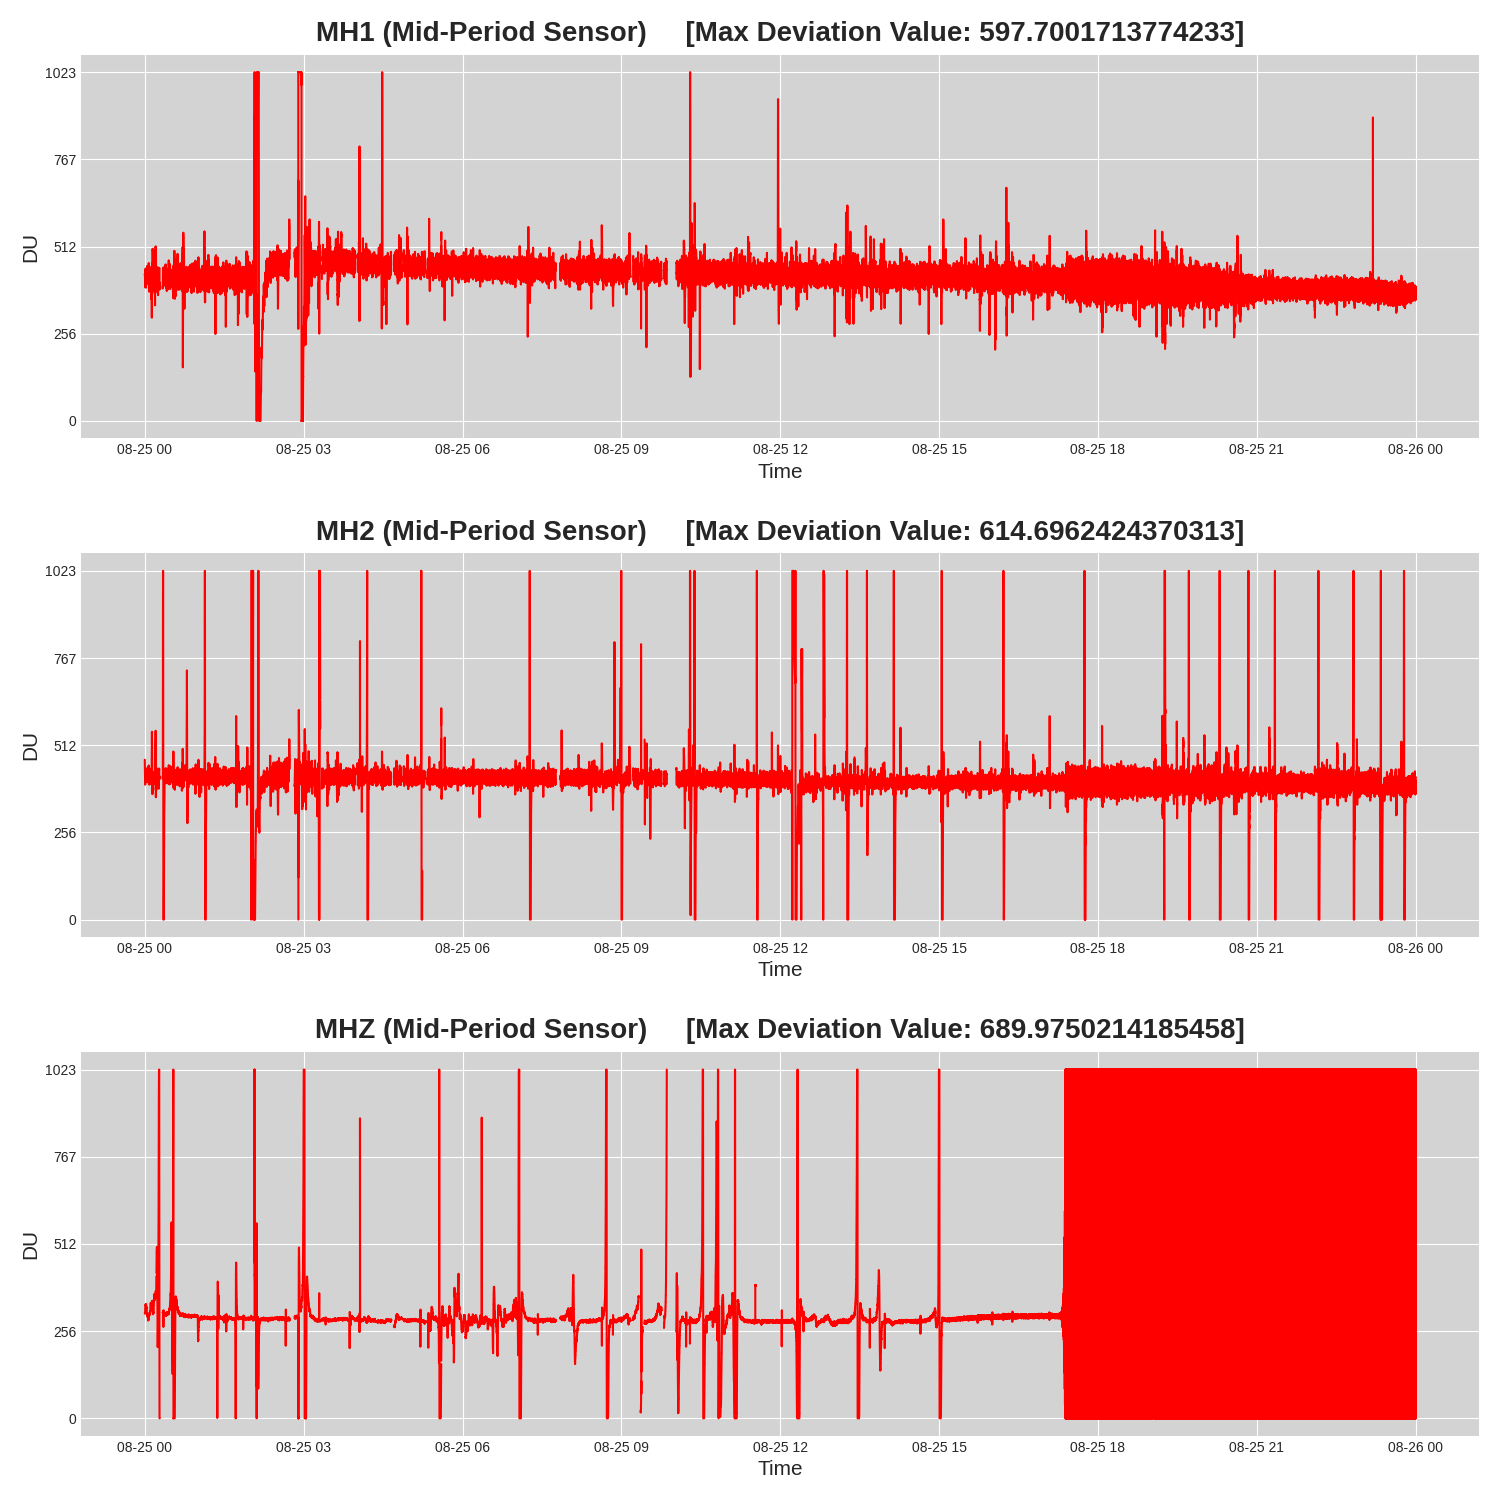 MH1 (Mid-Period Sensor) [Max Deviation Value: 597.7001713774233]
1023
767
512
256
0
DU
08-25 00 08-25 03 08-25 06 08-25 09 08-25 12 08-25 15 08-25 18 08-25 21 08-26 00
Time
MH2 (Mid-Period Sensor) [Max Deviation Value: 614.6962424370313]
1023
767
512
256
0
DU
08-25 00 08-25 03 08-25 06 08-25 09 08-25 12 08-25 15 08-25 18 08-25 21 08-26 00
Time
MHZ (Mid-Period Sensor) [Max Deviation Value: 689.9750214185458]
1023
767
512
256
0
DU
08-25 00 08-25 03 08-25 06 08-25 09 08-25 12 08-25 15 08-25 18 08-25 21 08-26 00
Time